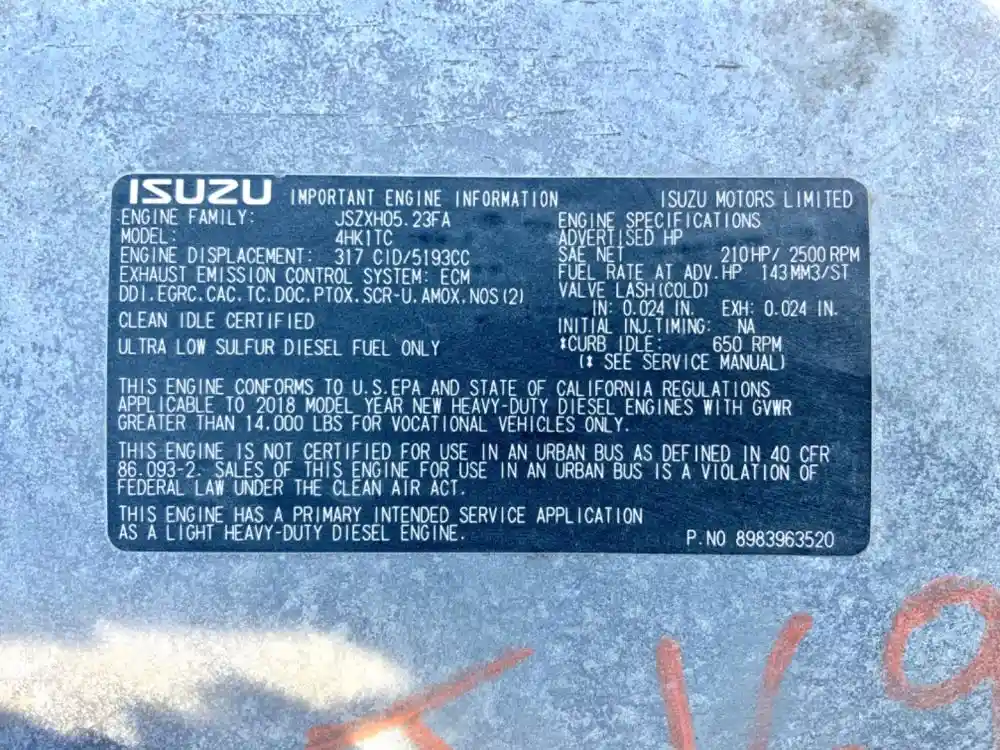 ISUZU IMPORTANT ENGINE INFORMATION ISUZU MOTORS LIMITED
ENGINE FAMILY: JSZXH05.23FA
MODEL: 4HK1TC
ENGINE DISPLACEMENT: 317 CID/5193CC
EXHAUST EMISSION CONTROL SYSTEM: ECM
DDI.EGRC.CAC.TC.DOC.PTOX.SCR-U.AMOX.NOS(2)
CLEAN IDLE CERTIFIED
ULTRA LOW SULFUR DIESEL FUEL ONLY
ENGINE SPECIFICATIONS
ADVERTISED HP
SAE NET 210HP/ 2500RPM
FUEL RATE AT ADV.HP 143MM3/ST
VALVE LASH(COLD)
IN: 0.024 IN. EXH: 0.024 IN.
INITIAL INJ.TIMING: NA
*CURB IDLE: 650 RPM
(* SEE SERVICE MANUAL)
THIS ENGINE CONFORMS TO U.S.EPA AND STATE OF CALIFORNIA REGULATIONS
APPLICABLE TO 2018 MODEL YEAR NEW HEAVY-DUTY DIESEL ENGINES WITH GVWR
GREATER THAN 14.000 LBS FOR VOCATIONAL VEHICLES ONLY.
THIS ENGINE IS NOT CERTIFIED FOR USE IN AN URBAN BUS AS DEFINED IN 40 CFR
86.093-2. SALES OF THIS ENGINE FOR USE IN AN URBAN BUS IS A VIOLATION OF
FEDERAL LAW UNDER THE CLEAN AIR ACT.
THIS ENGINE HAS A PRIMARY INTENDED SERVICE APPLICATION
AS A LIGHT HEAVY-DUTY DIESEL ENGINE.
P.NO 8983963520